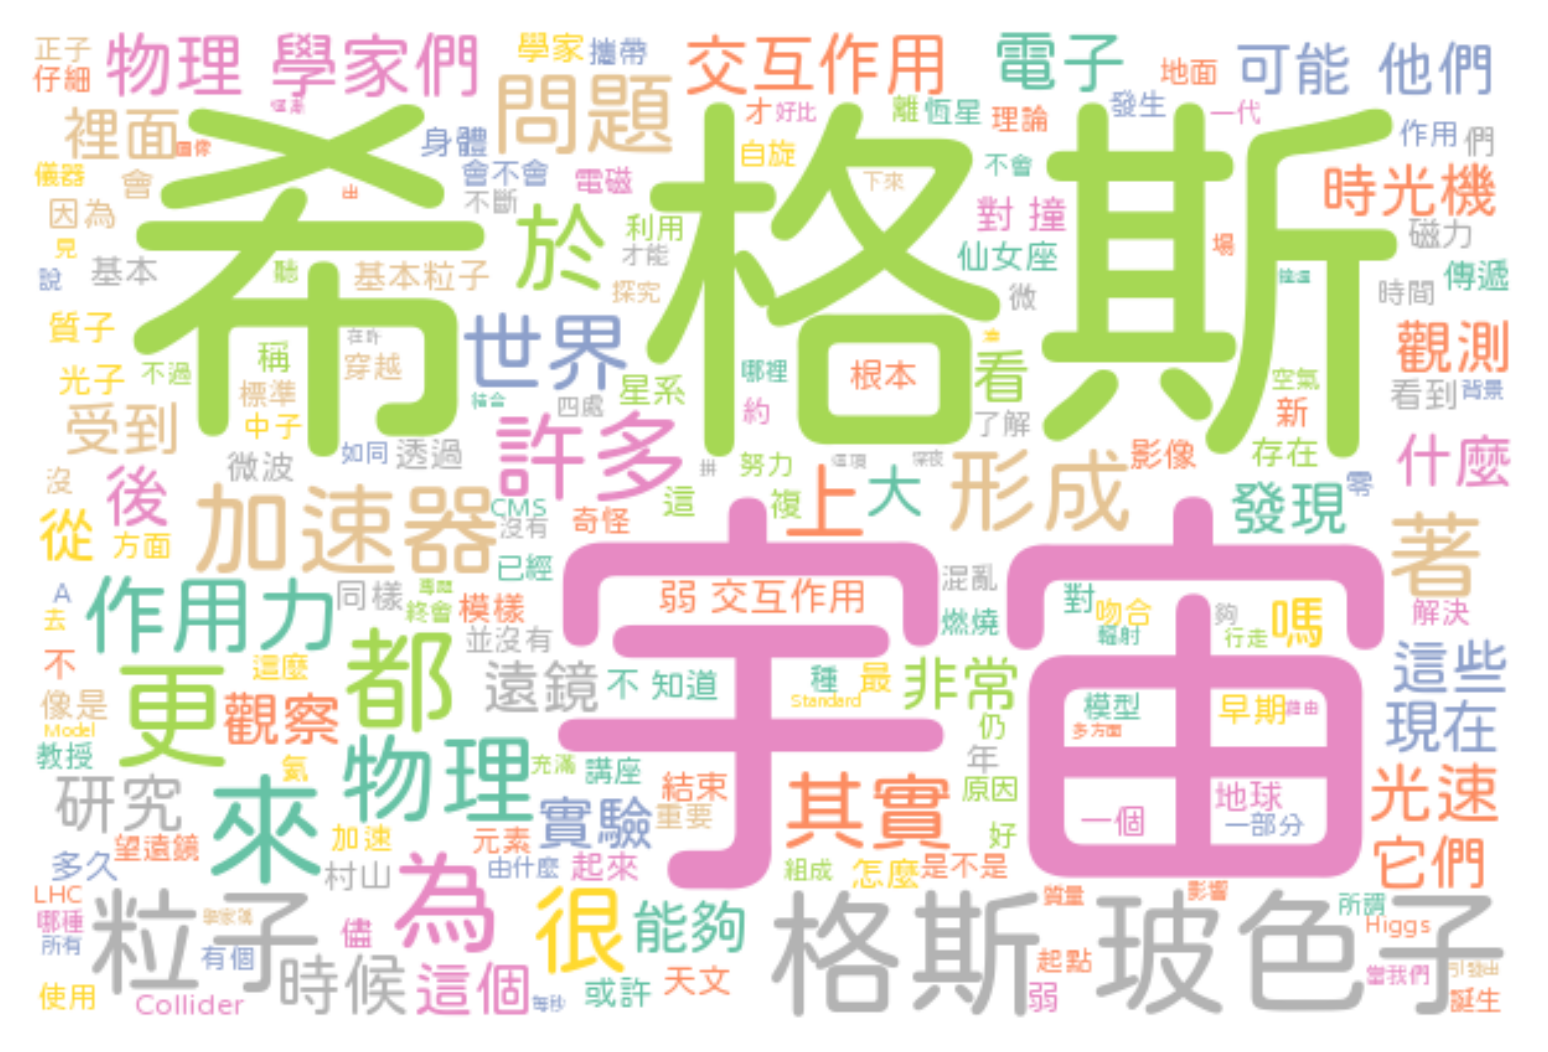 正子 物理 學家們 學家 攜帶 交互作用 電子 地面 可能 他們
仔細 裡面 問題 才 好比 離 恆星 理論 發生 一代 作用 們
身體 自旋 不會 時光機
儀器 會 會不會 電磁 下來
因為 不斷 於 利用 對 撞 磁力
希 格 斯
見 出 才能 仙女座 場
說 基本 聽 基本粒子 探究 微 時間 傳遞
質子 世界 觀測
光子 不過 稱 穿越 哪裡 根本 看 空氣
標準 星系 看到 背景
受到 中子 四處 約 了解 新
微波 如同 透過 許多 影像 存在 什麼
沒 後 加速器 努力 上 大 形成 發現 零
從 方面 CMS 沒有 奇怪 這 複 著
宇宙
A 作用力 同樣 已經 弱 交互作用 混亂 對 吻合 夠 嗎 解決
去 終會 模樣 並沒有 燃燒 輻射 行走
不 更 這麼 都 遠鏡 不 知道 種 最 非常 這些
像是 觀察 Standard 仍 模型 早期 現在
Model 多方面
教授 氦 物理 充滿 講座 年
研究 來 實驗 結束 重要 其實 原因 一個 地球 光速
望遠鏡 加速 元素 好 一部分
多久 村山 為 由什麼 起來 組成 怎麼 是不是 它們
LHC 粒子 很 能夠 格斯 玻色子 質量 影響 所謂
哪種 儘 Higgs
所有 有個 時候 這個 天文 起點 當我們 引發出
使用 Collider 每秒 或許 弱 誕生